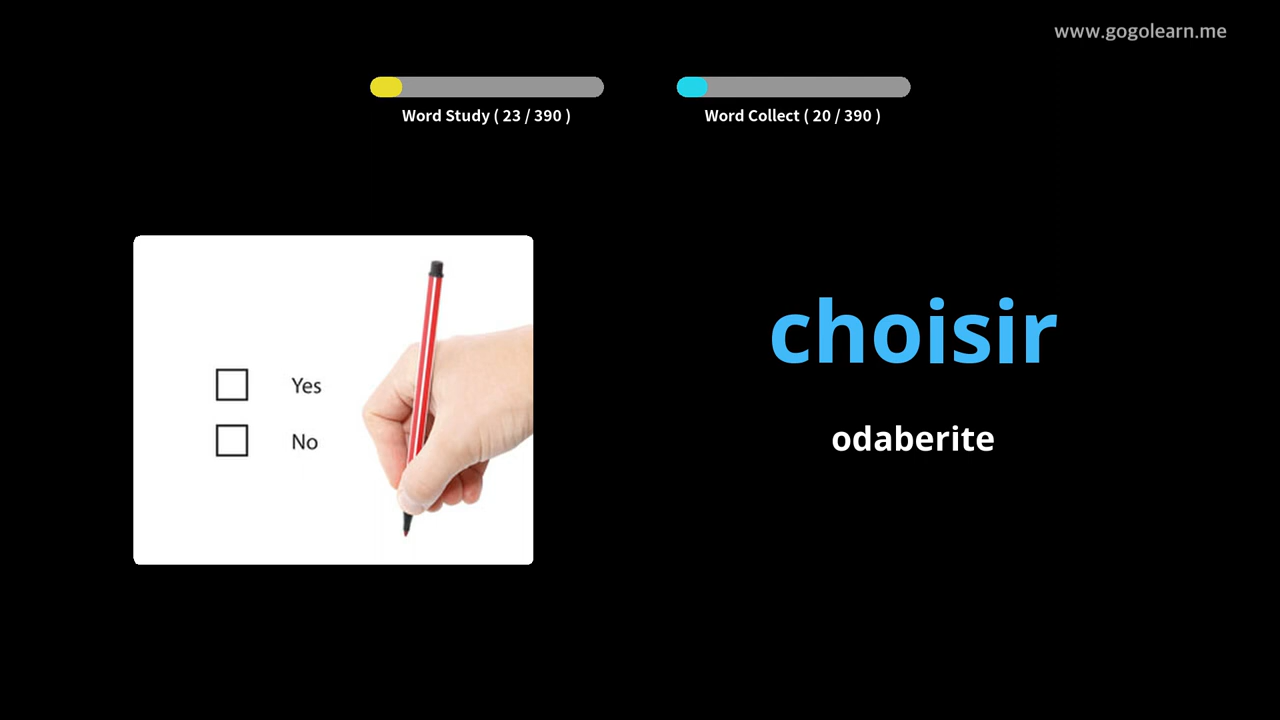 www.gogolearn.me
Word Study ( 23 / 390 )
Word Collect ( 20 / 390 )
Yes
No
choisir
odaberite